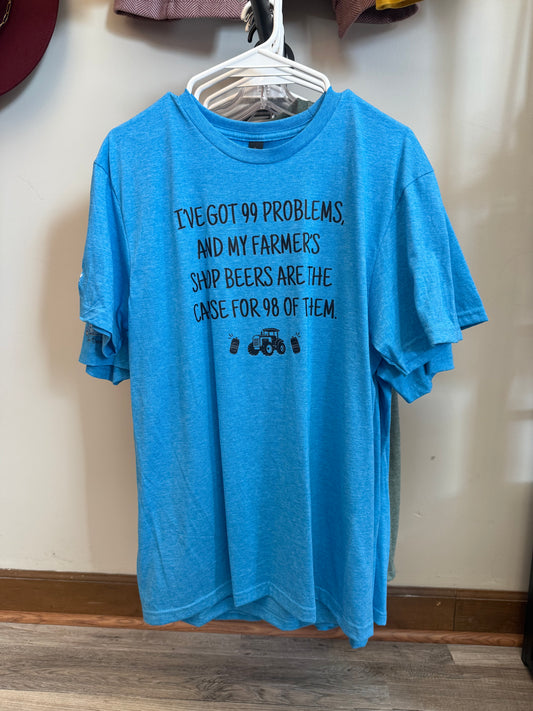 I'VE GOT 99 PROBLEMS,
AND MY FARMER'S
SHOP BEERS ARE THE
CAUSE FOR 98 OF THEM.